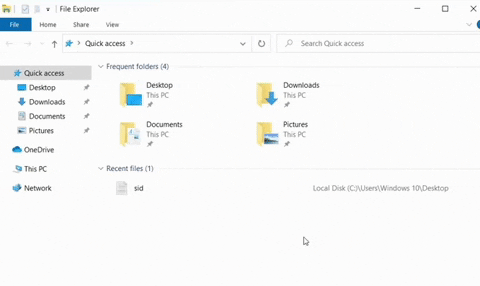 File Explorer
File Home Share View
Quick access
Search Quick access
Quick access
Desktop
Downloads
Documents
Pictures
OneDrive
This PC
Network
Frequent folders (4)
Desktop
This PC
Downloads
This PC
Documents
This PC
Pictures
This PC
Recent files (1)
sid Local Disk (C:)\Users\Windows 10\Desktop